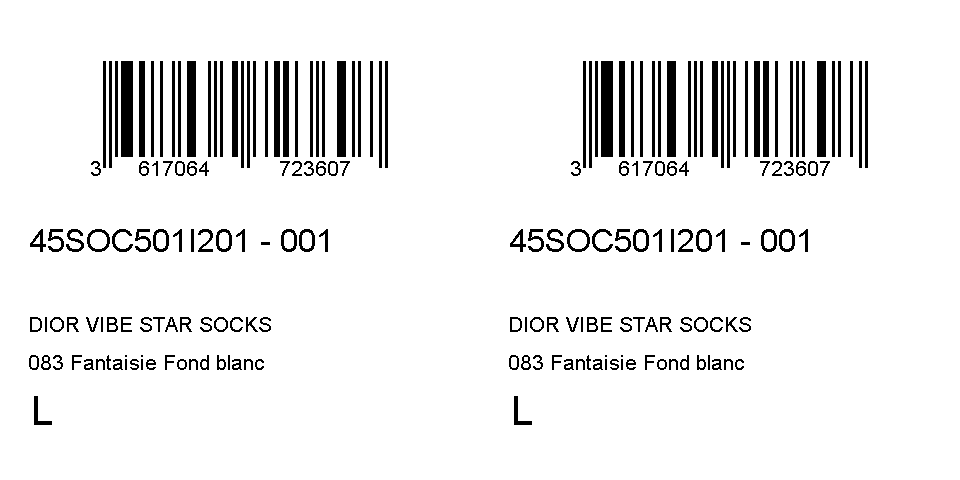 3 617064 723607
45SOC501I201 - 001
DIOR VIBE STAR SOCKS
083 Fantaisie Fond blanc
L
3 617064 723607
45SOC501I201 - 001
DIOR VIBE STAR SOCKS
083 Fantaisie Fond blanc
L